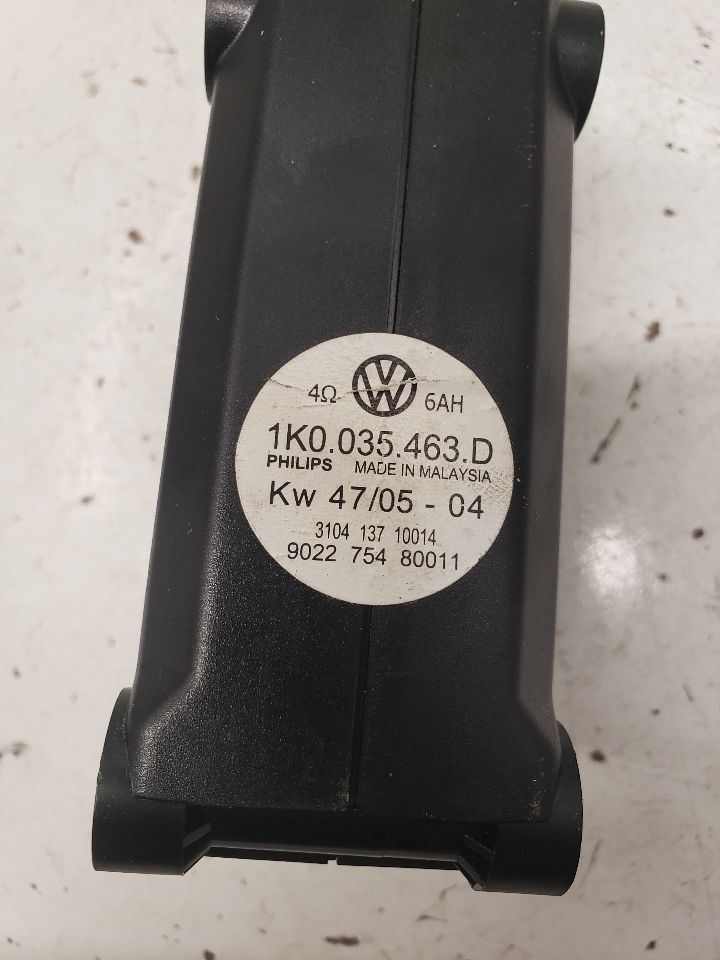 4Ω VW 6AH
1K0.035.463.D
PHILIPS MADE IN MALAYSIA
Kw 47/05 - 04
3104 137 10014
9022 754 80011